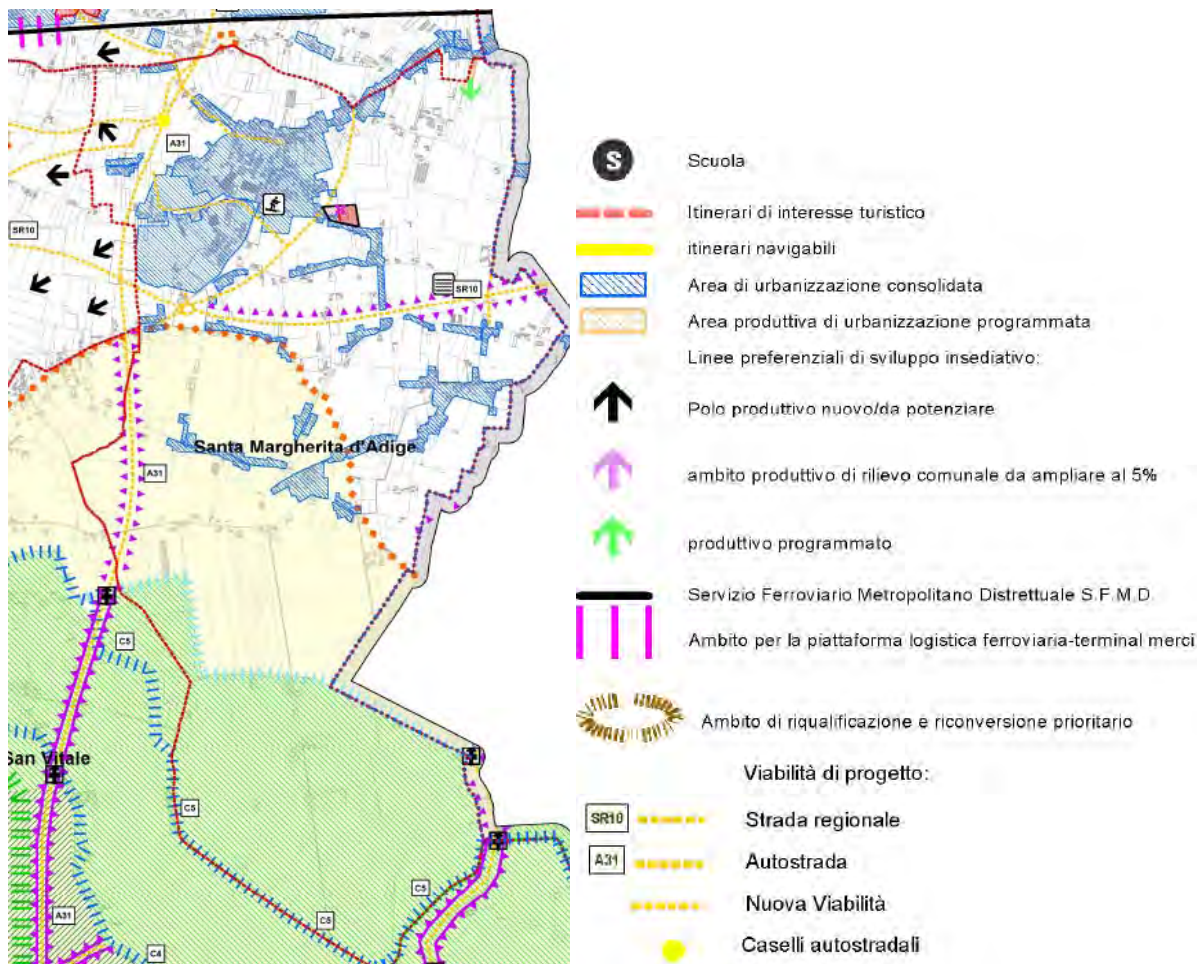 A31
SR10
SR10
Santa Margherita d'Adige
A31
C5
San Vitale
C5
C5
C5
A31
C4
S
Scuola
Itinerari di interesse turistico
itinerari navigabili
Area di urbanizzazione consolidata
Area produttiva di urbanizzazione programmata
Linee preferenziali di sviluppo insediativo:
Polo produttivo nuovo/da potenziare
ambito produttivo di rilievo comunale da ampliare al 5%
produttivo programmato
Servizio Ferroviario Metropolitano Distrettuale S.F.M.D
Ambito per la piattaforma logistica ferroviaria-terminal merci
Ambito di riqualificazione e riconversione prioritario
Viabilità di progetto:
SR10 Strada regionale
A31 Autostrada
Nuova Viabilità
Caselli autostradali